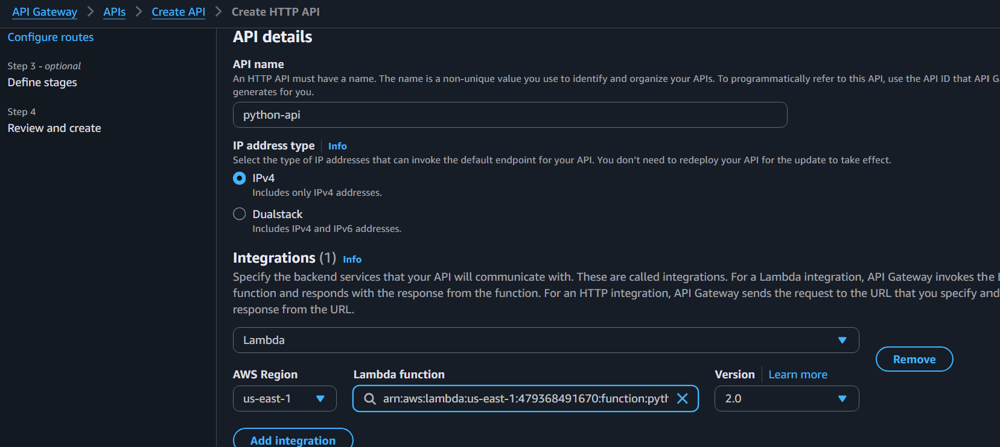 API Gateway > APIs > Create API > Create HTTP API
Configure routes
Step 3 - optional
Define stages
Step 4
Review and create
API details
API name
An HTTP API must have a name. The name is a non-unique value you use to identify and organize your APIs. To programmatically refer to this API, use the API ID that API G
generates for you.
python-api
IP address type Info
Select the type of IP addresses that can invoke the default endpoint for your API. You don't need to redeploy your API for the update to take effect.
IPv4
Includes only IPv4 addresses.
Dualstack
Includes IPv4 and IPv6 addresses.
Integrations (1) Info
Specify the backend services that your API will communicate with. These are called integrations. For a Lambda integration, API Gateway invokes the L
function and responds with the response from the function. For an HTTP integration, API Gateway sends the request to the URL that you specify and
response from the URL.
Lambda
Remove
AWS Region Lambda function Version Learn more
us-east-1 arn:aws:lambda:us-east-1:479368491670:function:pyth 2.0
Add integration